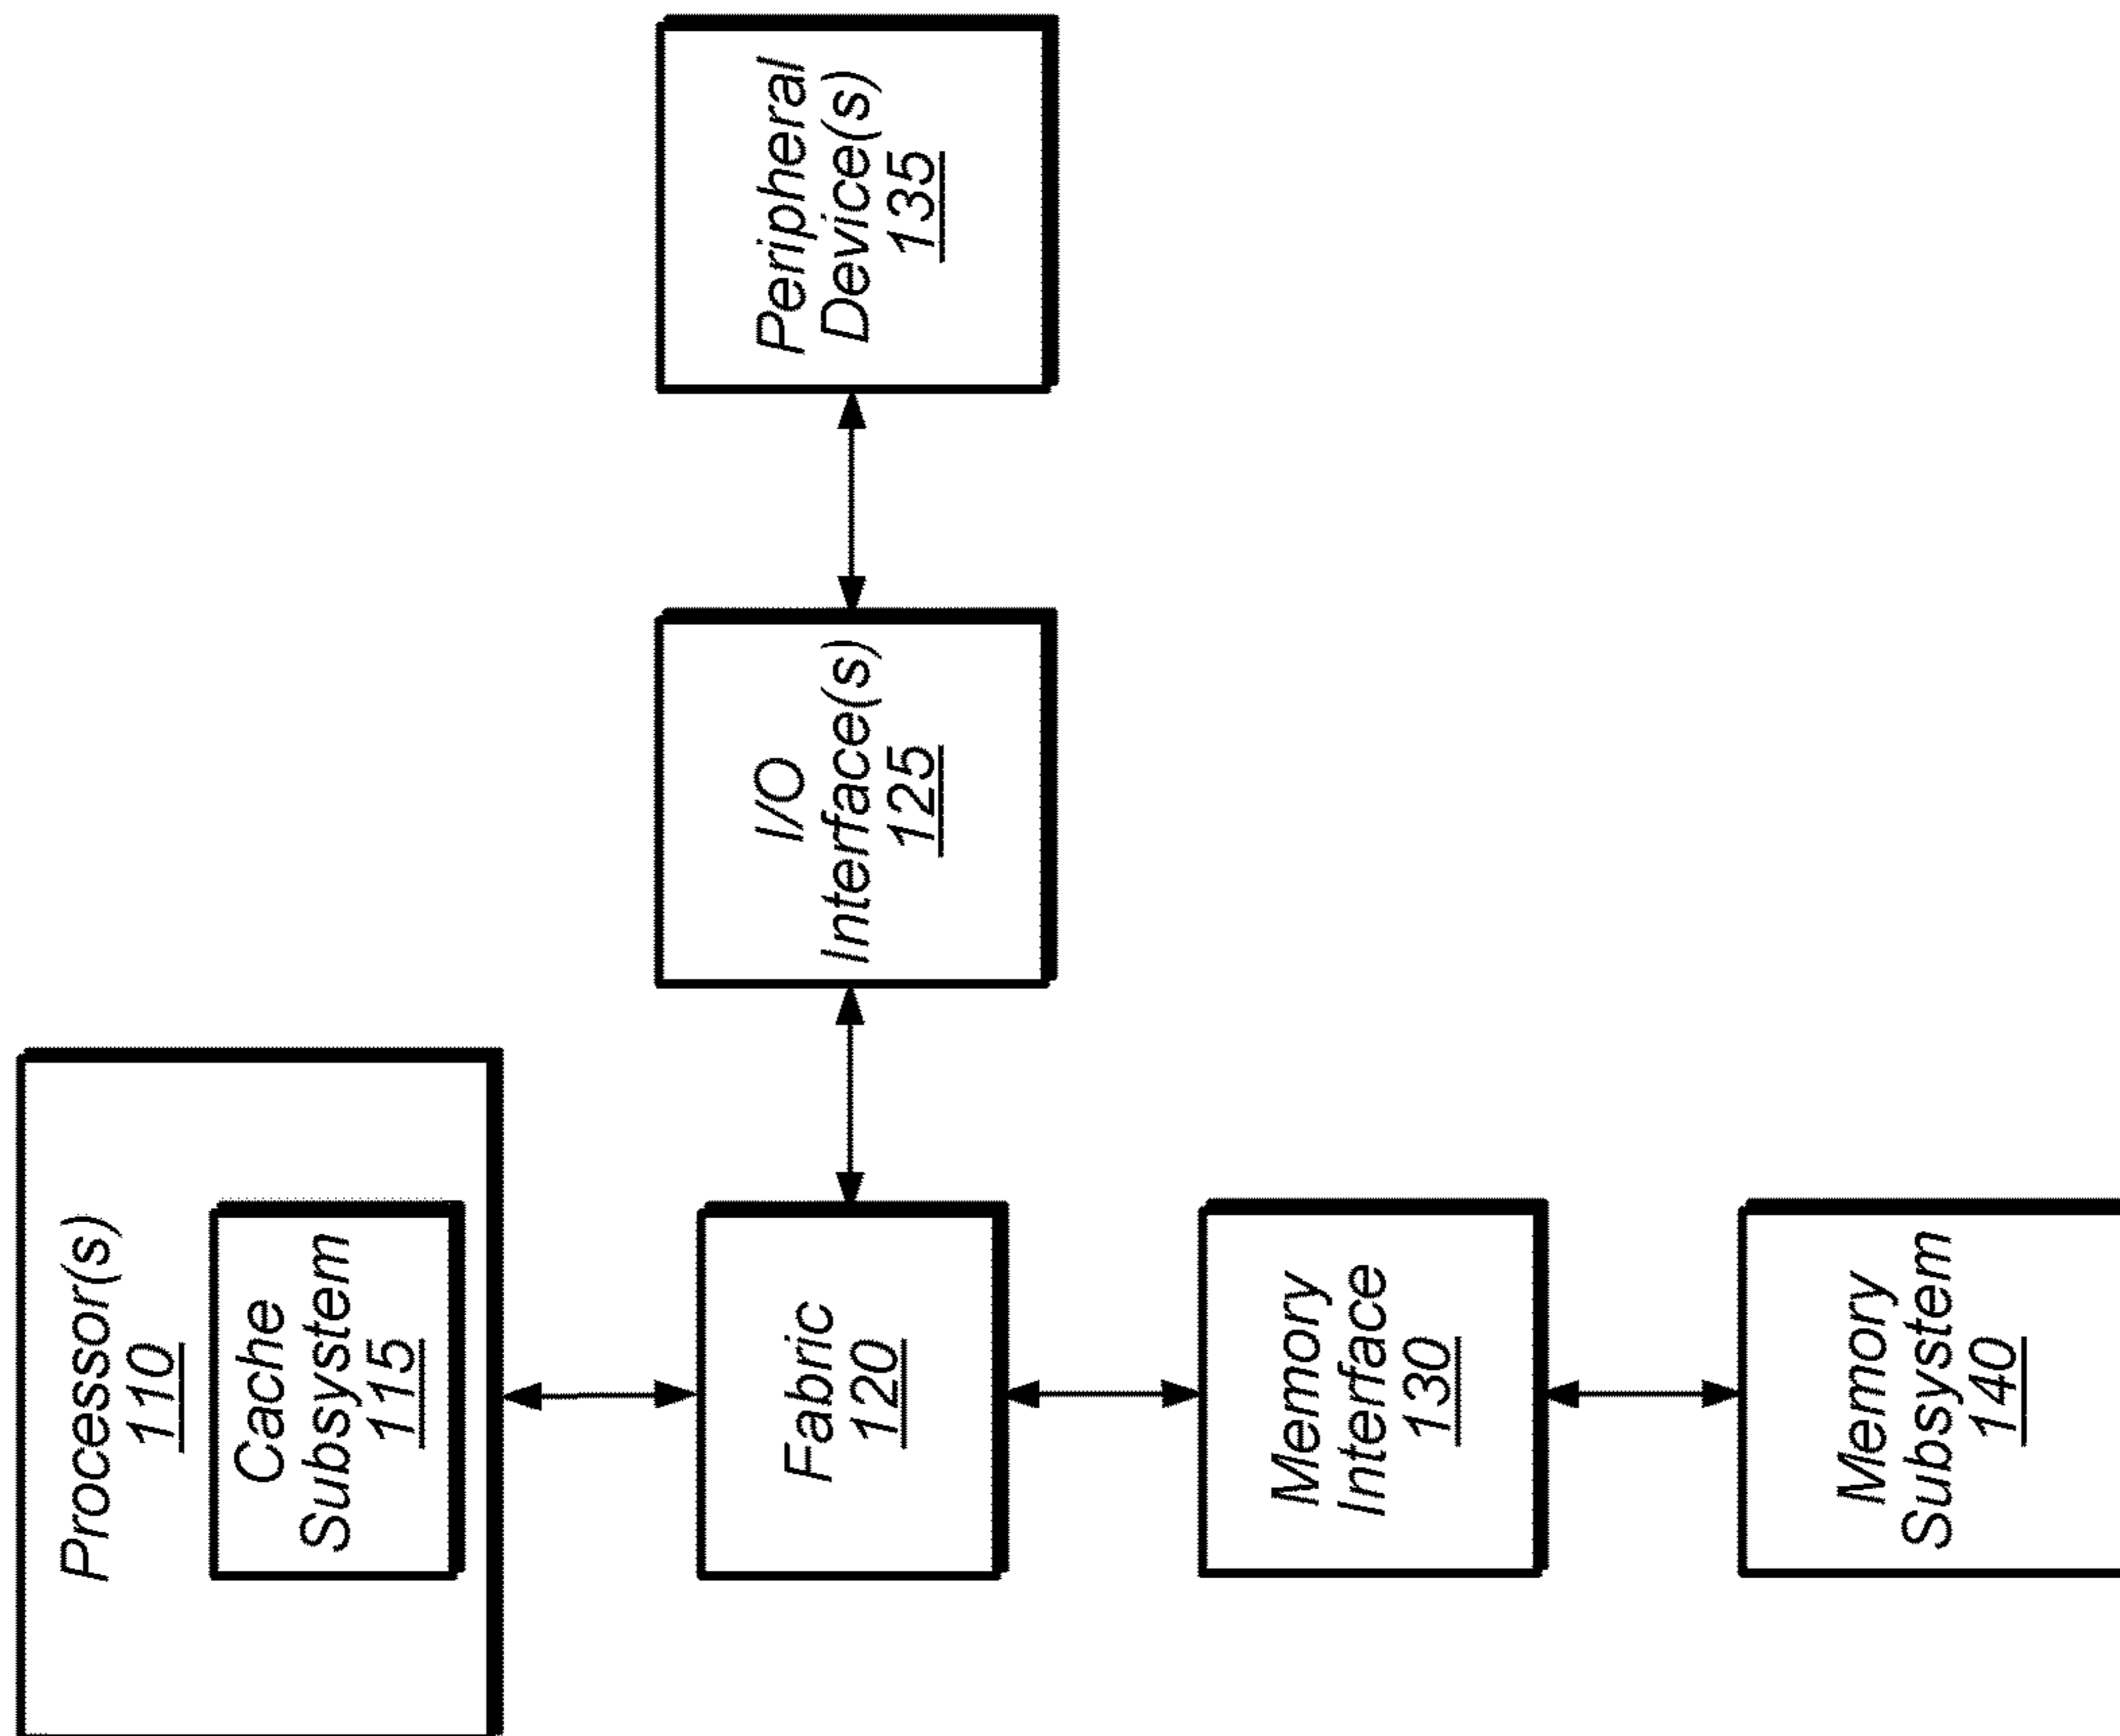 Processor(s)
110
Cache
Subsystem
115
Fabric
120
I/O
Interface(s)
125
Peripheral
Device(s)
135
Memory
Interface
130
Memory
Subsystem
140